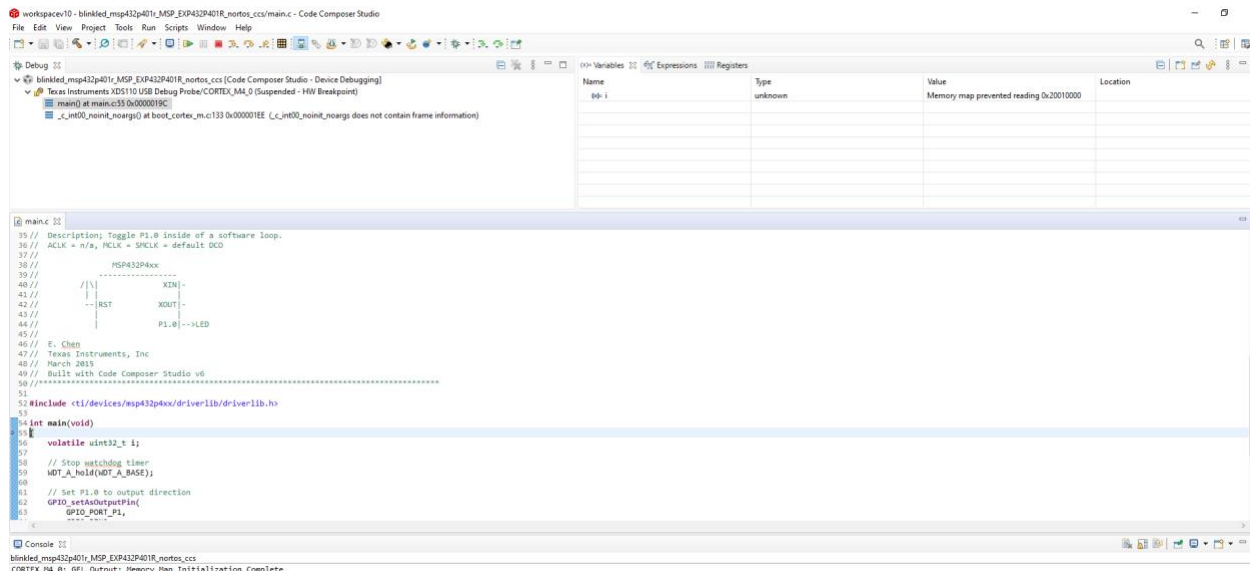 workspacev10 - blinkled_msp432p401r_MSP_EXP432P401R_nortos_ccs/main.c - Code Composer Studio
File Edit View Project Tools Run Scripts Window Help
Debug
blinkled_msp432p401r_MSP_EXP432P401R_nortos_ccs [Code Composer Studio - Device Debugging]
Texas Instruments XDS110 USB Debug Probe/CORTEX_M4_0 (Suspended - HW Breakpoint)
main() at main.c:55 0x0000019C
_c_int00_noinit_noargs() at boot_cortex_m.c:133 0x000001EE (_c_int00_noinit_noargs does not contain frame information)
(x)= Variables Expressions Registers
Name Type Value Location
(x)= i unknown Memory map prevented reading 0x20010000
main.c
35 // Description; Toggle P1.0 inside of a software loop.
36 // ACLK = n/a, MCLK = SMCLK = default DCO
37 //
38 // MSP432P4xx
39 // -----------------
40 // /|\| XIN|-
41 // | | |
42 // --|RST XOUT|-
43 // | |
44 // | P1.0|-->LED
45 //
46 // E. Chen
47 // Texas Instruments, Inc
48 // March 2015
49 // Built with Code Composer Studio v6
50 //******************************************************************************
51
52 #include <ti/devices/msp432p4xx/driverlib/driverlib.h>
53
54 int main(void)
55 {
56 volatile uint32_t i;
57
58 // Stop watchdog timer
59 WDT_A_hold(WDT_A_BASE);
60
61 // Set P1.0 to output direction
62 GPIO_setAsOutputPin(
63 GPIO_PORT_P1,
Console
blinkled_msp432p401r_MSP_EXP432P401R_nortos_ccs
CORTEX_M4_0: GEL Output: Memory Map Initialization Complete